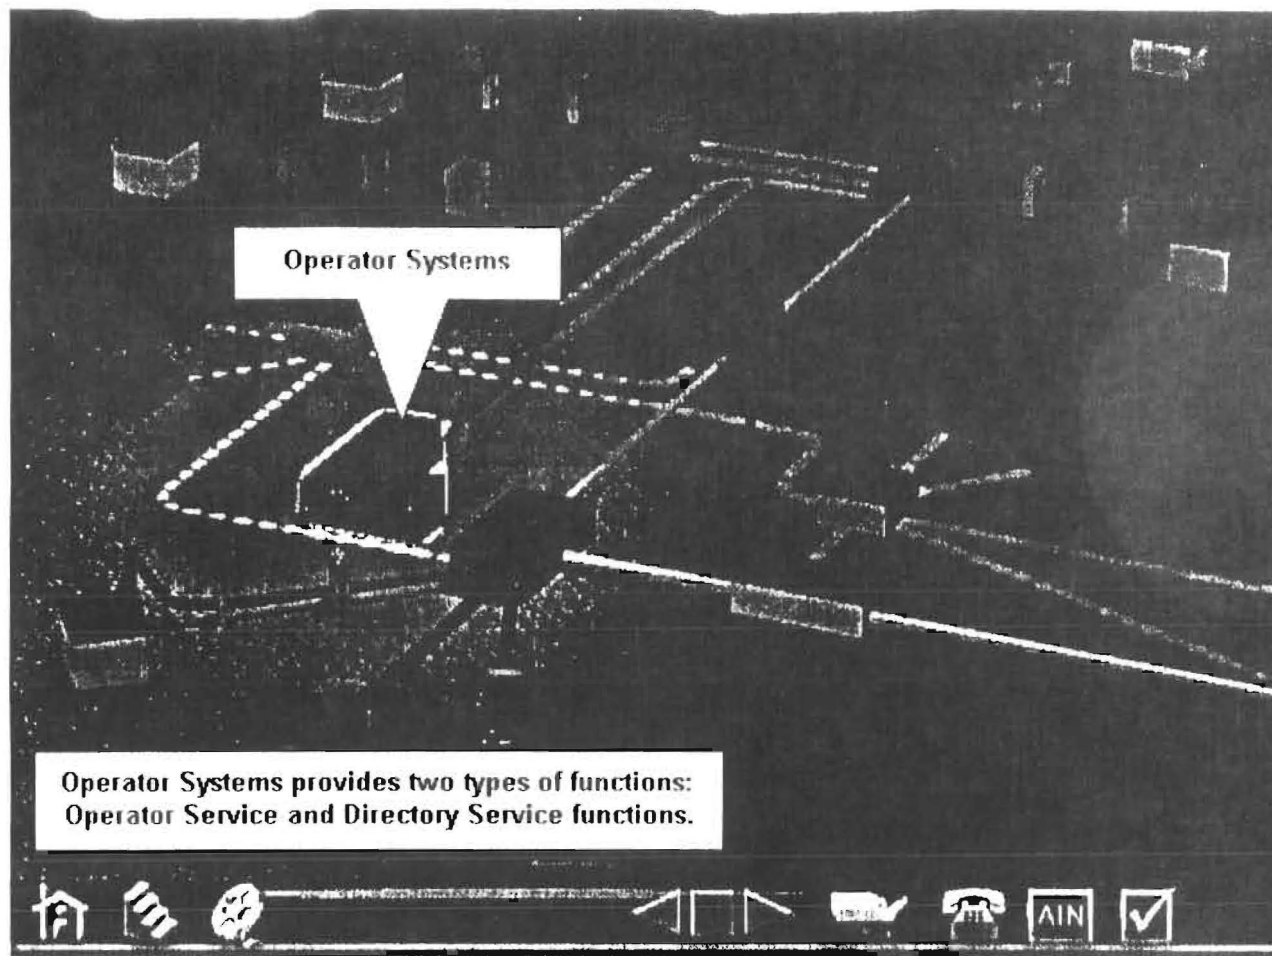 Operator Systems
Operator Systems provides two types of functions:
Operator Service and Directory Service functions.
AIN